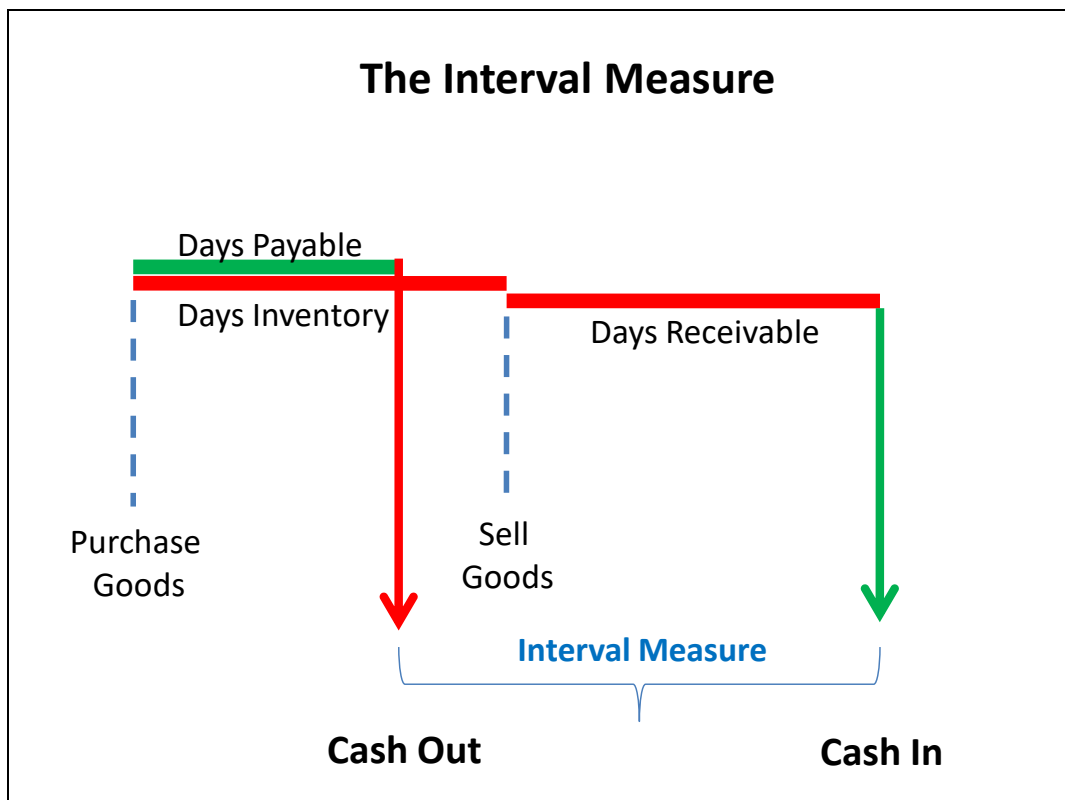 The Interval Measure
Days Payable
Days Inventory
Days Receivable
Purchase
Goods
Sell
Goods
Interval Measure
Cash Out
Cash In